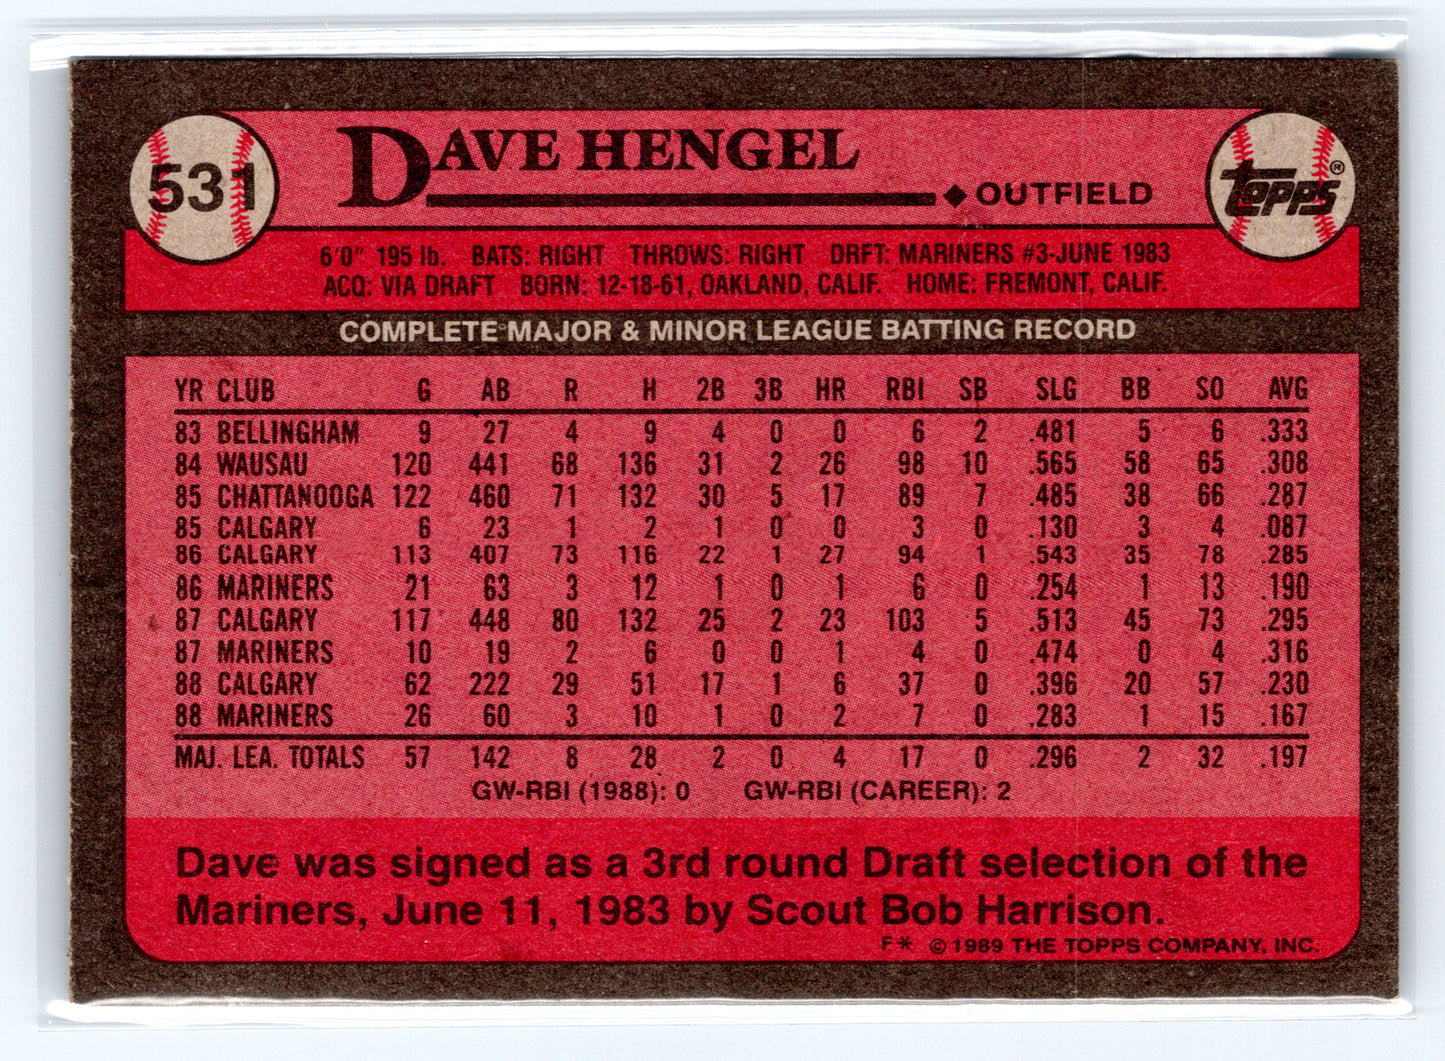 531
DAVE HENGEL
◆ OUTFIELD
TOPPS®
6'0" 195 lb. BATS: RIGHT THROWS: RIGHT DRFT: MARINERS #3-JUNE 1983
ACQ: VIA DRAFT BORN: 12-18-61, OAKLAND, CALIF. HOME: FREMONT, CALIF.
COMPLETE MAJOR & MINOR LEAGUE BATTING RECORD
YR CLUB G AB R H 2B 3B HR RBI SB SLG BB SO AVG
83 BELLINGHAM 9 27 4 9 4 0 0 6 2 .481 5 6 .333
84 WAUSAU 120 441 68 136 31 2 26 98 10 .565 58 65 .308
85 CHATTANOOGA 122 460 71 132 30 5 17 89 7 .485 38 66 .287
85 CALGARY 6 23 1 2 1 0 0 3 0 .130 3 4 .087
86 CALGARY 113 407 73 116 22 1 27 94 1 .543 35 78 .285
86 MARINERS 21 63 3 12 1 0 1 6 0 .254 1 13 .190
87 CALGARY 117 448 80 132 25 2 23 103 5 .513 45 73 .295
87 MARINERS 10 19 2 6 0 0 1 4 0 .474 0 4 .316
88 CALGARY 62 222 29 51 17 1 6 37 0 .396 20 57 .230
88 MARINERS 26 60 3 10 1 0 2 7 0 .283 1 15 .167
MAJ. LEA. TOTALS 57 142 8 28 2 0 4 17 0 .296 2 32 .197
GW-RBI (1988): 0 GW-RBI (CAREER): 2
Dave was signed as a 3rd round Draft selection of the
Mariners, June 11, 1983 by Scout Bob Harrison.
F* © 1989 THE TOPPS COMPANY, INC.